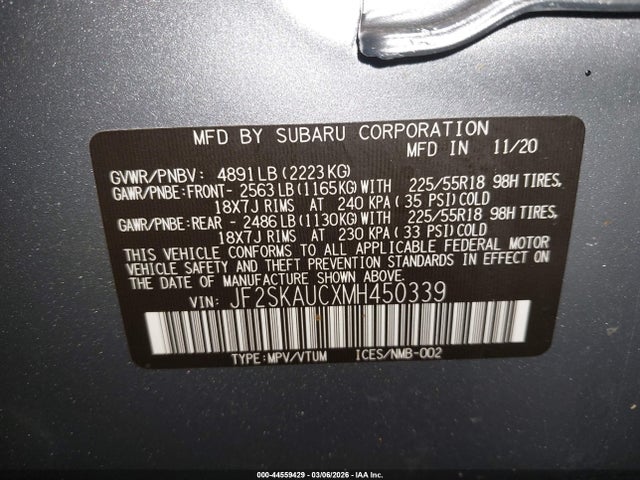 MFD BY SUBARU CORPORATION
MFD IN 11/20
GVWR/PNBV: 4891 LB (2223 KG)
GAWR/PNBE:FRONT- 2563 LB (1165KG) WITH 225/55R18 98H TIRES,
18X7J RIMS AT 240 KPA (35 PSI) COLD
GAWR/PNBE:REAR - 2486 LB (1130KG) WITH 225/55R18 98H TIRES,
18X7J RIMS AT 230 KPA (33 PSI) COLD
THIS VEHICLE CONFORMS TO ALL APPLICABLE FEDERAL MOTOR
VEHICLE SAFETY AND THEFT PREVENTION STANDARDS IN EFFECT ON
THE DATE OF MANUFACTURE SHOWN ABOVE.
VIN: JF2SKAUCXMH450339
TYPE:MPV/VTUM ICES/NMB-002
000-44559429 - 03/06/2026 - IAA Inc.